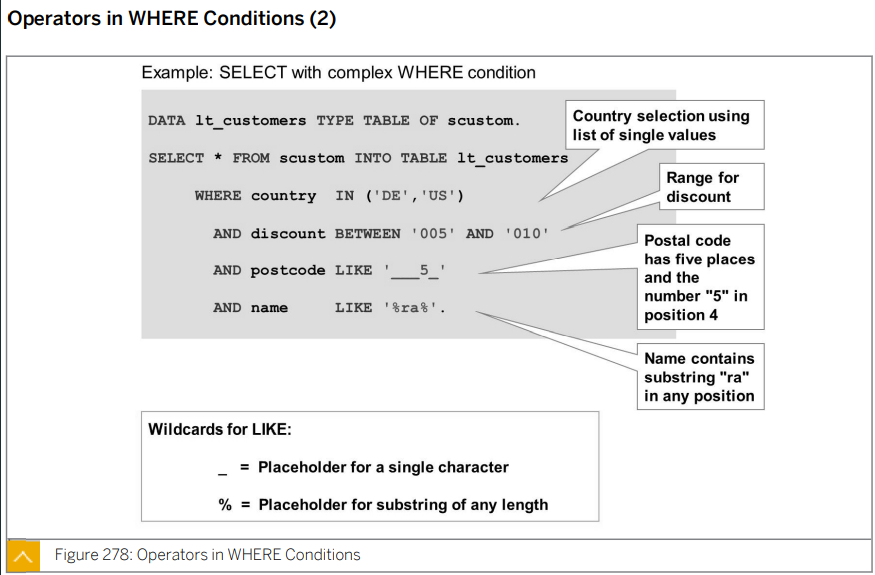 Operators in WHERE Conditions (2)
Example: SELECT with complex WHERE condition
DATA lt_customers TYPE TABLE OF scustom.
SELECT * FROM scustom INTO TABLE lt_customers
WHERE country IN ('DE','US')
AND discount BETWEEN '005' AND '010'
AND postcode LIKE '___5_'
AND name LIKE '%ra%'.
Country selection using
list of single values
Range for
discount
Postal code
has five places
and the
number "5" in
position 4
Name contains
substring "ra"
in any position
Wildcards for LIKE:
_ = Placeholder for a single character
% = Placeholder for substring of any length
Figure 278: Operators in WHERE Conditions